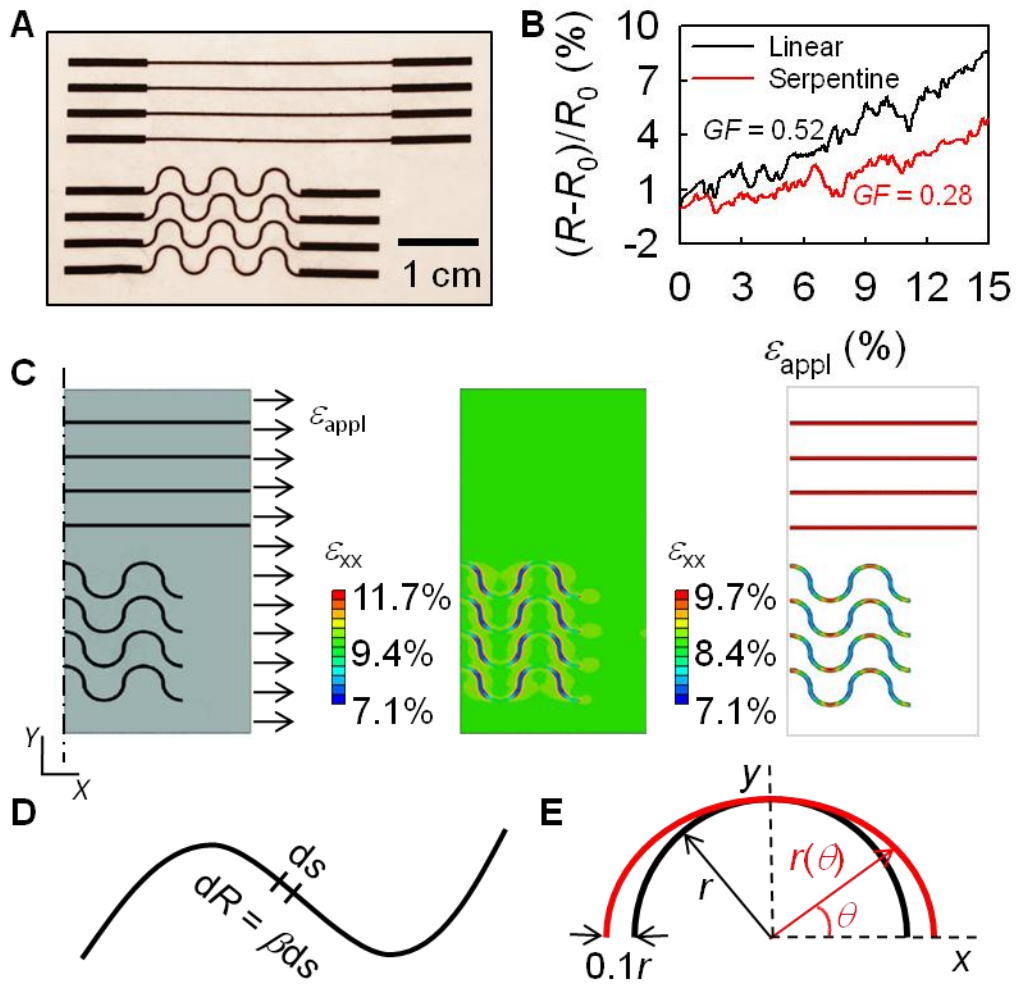 A
1 cm
B
(R-R₀)/R₀ (%)
10
7
4
1
-2
Linear
Serpentine
GF = 0.52
GF = 0.28
0 3 6 9 12 15
εappl (%)
C
εappl
Y
X
εxx
11.7%
9.4%
7.1%
εxx
9.7%
8.4%
7.1%
D
ds
dR = βds
E
y
r
r(θ)
θ
0.1r
x